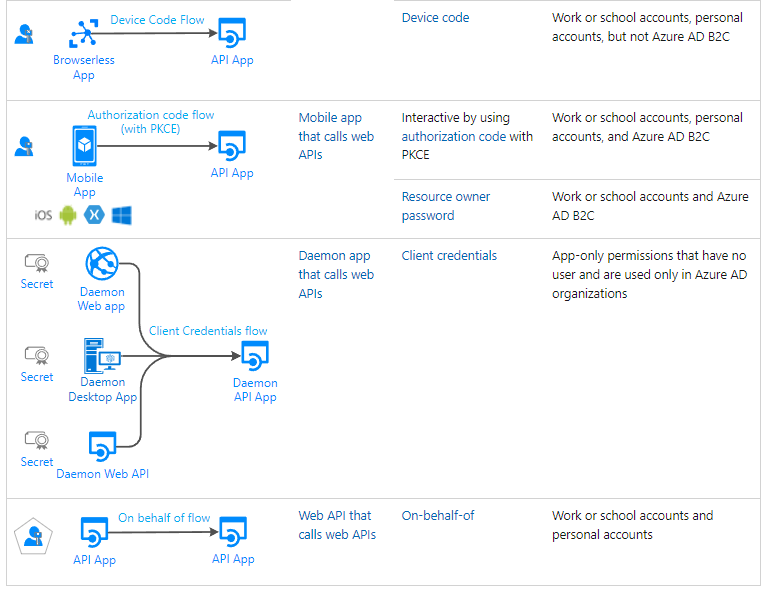 Device Code Flow
Browserless
App
API App
Device code
Work or school accounts, personal
accounts, but not Azure AD B2C
Authorization code flow
(with PKCE)
Mobile
App
API App
iOS
Mobile app
that calls web
APIs
Interactive by using
authorization code with
PKCE
Work or school accounts, personal
accounts, and Azure AD B2C
Resource owner
password
Work or school accounts and Azure
AD B2C
Secret
Daemon
Web app
Client Credentials flow
Secret
Daemon
Desktop App
Daemon
API App
Secret
Daemon Web API
Daemon app
that calls web
APIs
Client credentials
App-only permissions that have no
user and are used only in Azure AD
organizations
On behalf of flow
API App
API App
Web API that
calls web APIs
On-behalf-of
Work or school accounts and
personal accounts